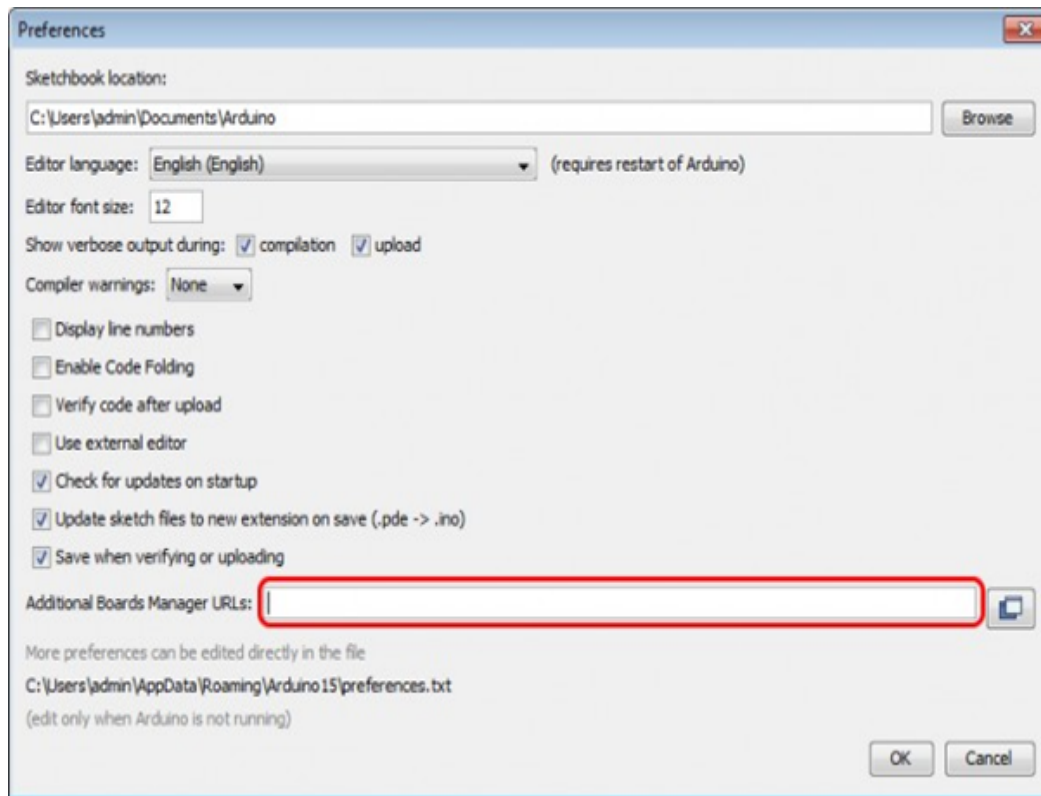 Preferences
Sketchbook location:
C:\Users\admin\Documents\Arduino Browse
Editor language: English (English) (requires restart of Arduino)
Editor font size: 12
Show verbose output during: compilation upload
Compiler warnings: None
Display line numbers
Enable Code Folding
Verify code after upload
Use external editor
Check for updates on startup
Update sketch files to new extension on save (.pde -> .ino)
Save when verifying or uploading
Additional Boards Manager URLs:
More preferences can be edited directly in the file
C:\Users\admin\AppData\Roaming\Arduino15\preferences.txt
(edit only when Arduino is not running)
OK Cancel